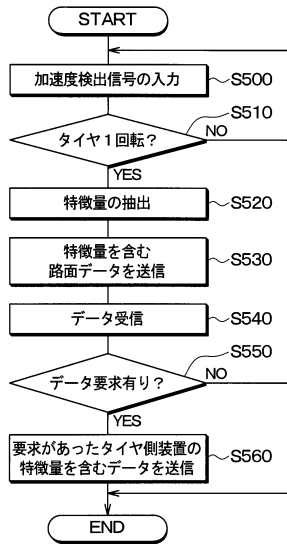 START
加速度検出信号の入力
S500
タイヤ1回転?
S510
NO
YES
特徴量の抽出
S520
特徴量を含む
路面データを送信
S530
データ受信
S540
データ要求有り?
S550
NO
YES
要求があったタイヤ側装置の
特徴量を含むデータを送信
S560
END